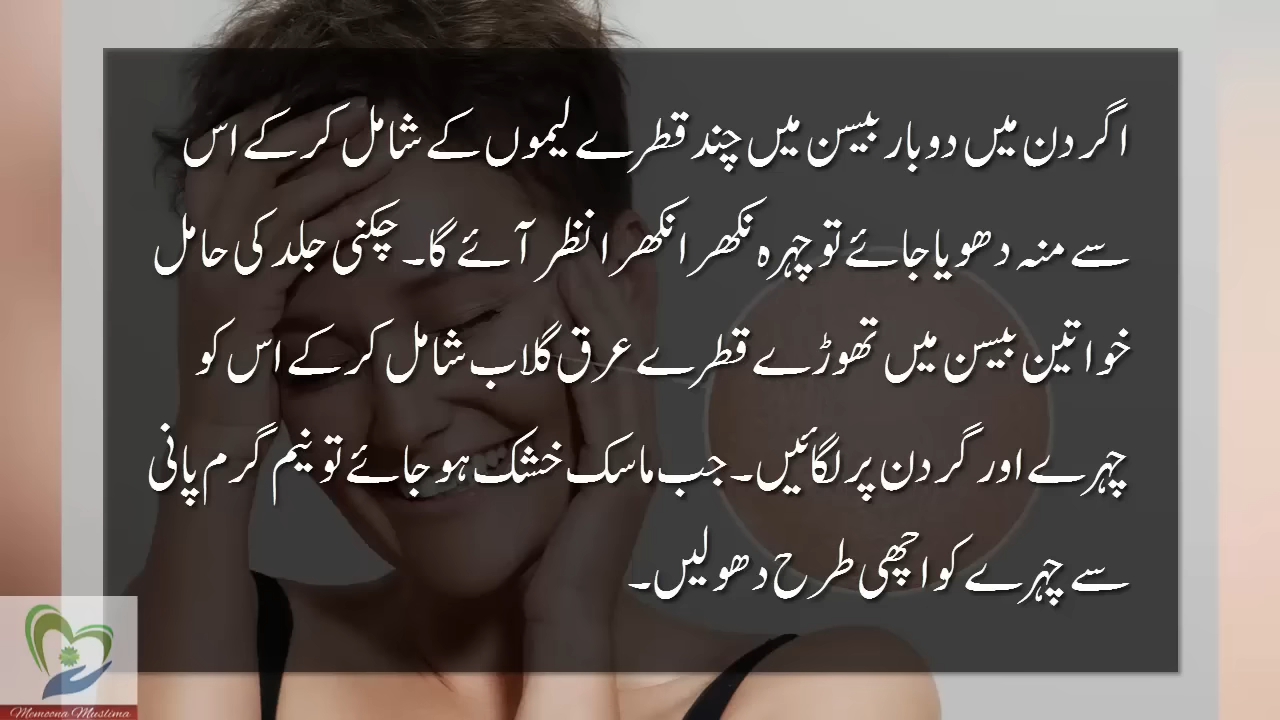 اگر دن میں دو بار بیسن میں چند قطرے لیموں کے شامل کر کے اس
سے منہ دھویا جائے تو چہرہ نکھرا نکھرا نظر آئے گا۔ چکنی جلد کی حامل
خواتین بیسن میں تھوڑے قطرے عرق گلاب شامل کر کے اس کو
چہرے اور گردن پر لگائیں۔ جب ماسک خشک ہو جائے تو نیم گرم پانی
سے چہرے کو اچھی طرح دھو لیں۔
Memoona Muslima